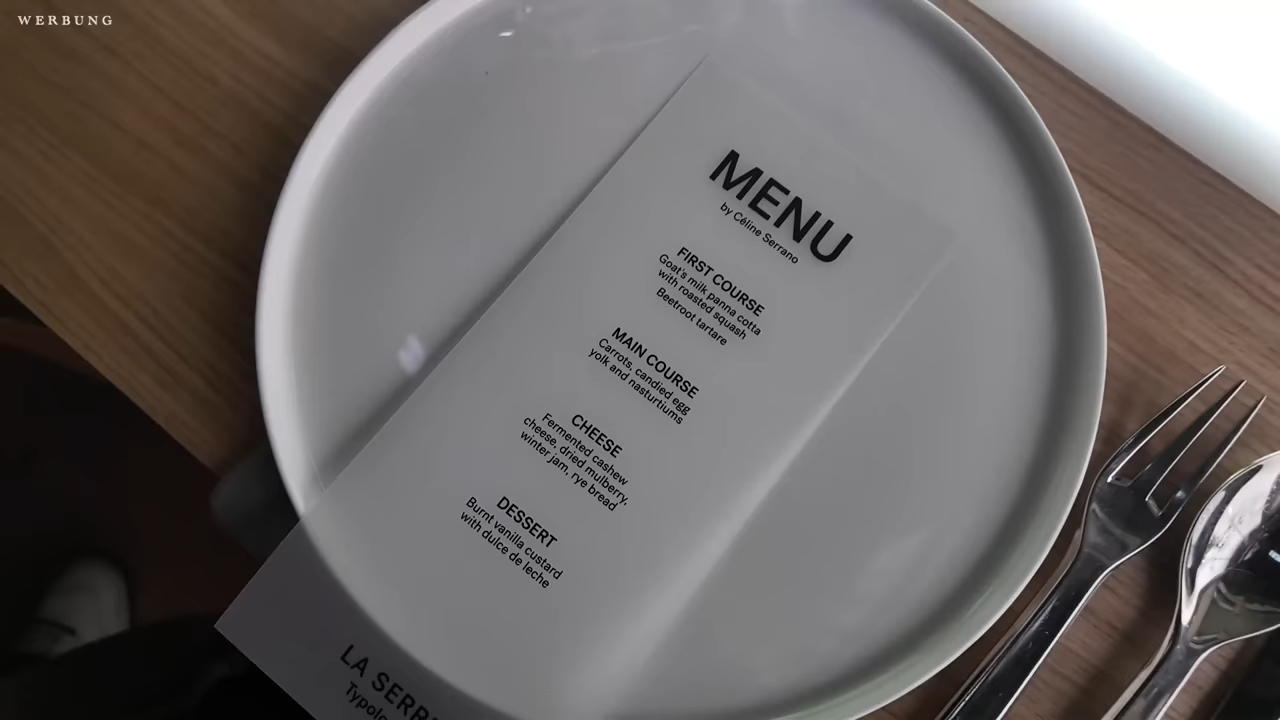 WERBUNG
MENU
by Céline Serrano
FIRST COURSE
Goat's milk panna cotta
with roasted squash
Beetroot tartare
MAIN COURSE
Carrots, candied egg
yolk and nasturtiums
CHEESE
Fermented cashew
cheese, dried mulberry,
winter jam, rye bread
DESSERT
Burnt vanilla custard
with dulce de leche
LA